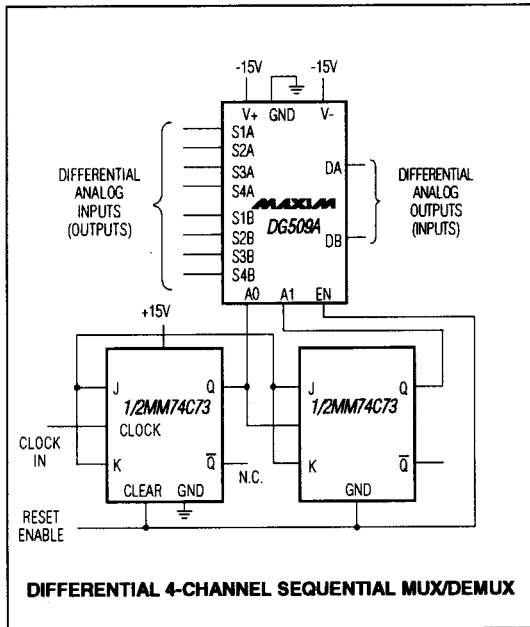 -15V
-15V
V+ GND V-
S1A
S2A
S3A
S4A
S1B
S2B
S3B
S4B
DIFFERENTIAL
ANALOG
INPUTS
(OUTPUTS)
MAXIM
DG509A
DA
DB
DIFFERENTIAL
ANALOG
OUTPUTS
(INPUTS)
A0 A1 EN
+15V
J Q
1/2MM74C73
CLOCK
K Q
CLEAR GND
CLOCK
IN
N.C.
J Q
1/2MM74C73
K Q
GND
RESET
ENABLE
DIFFERENTIAL 4-CHANNEL SEQUENTIAL MUX/DEMUX